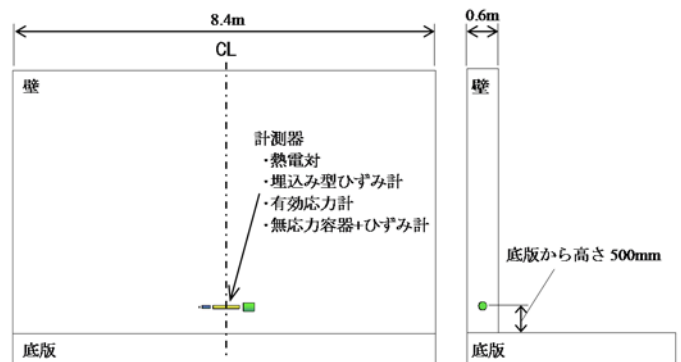 8.4m
0.6m
CL
壁
壁
計測器
・熱電対
・埋込み型ひずみ計
・有効応力計
・無応力容器+ひずみ計
底版から高さ 500mm
底版
底版